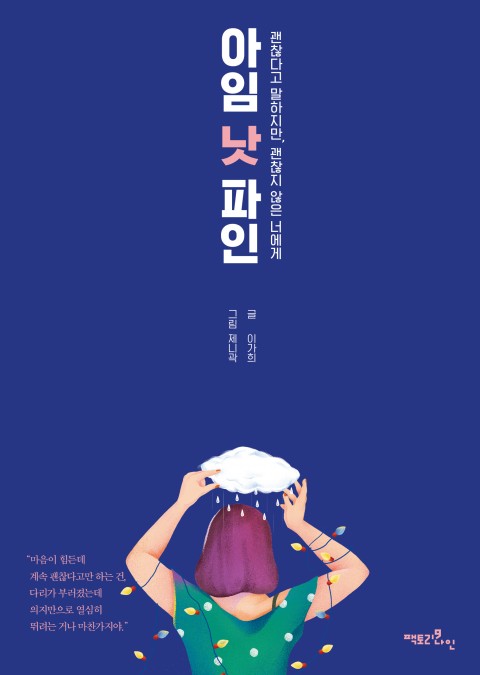 괜찮다고 말하지만, 괜찮지 않은 너에게
아임 낫 파인
글 이가희
그림 제니곽
“마음이 힘든데
계속 괜찮다고만 하는 건,
다리가 부러졌는데
의지만으로 열심히
뛰려는 거나 마찬가지야.”
팩토리나인